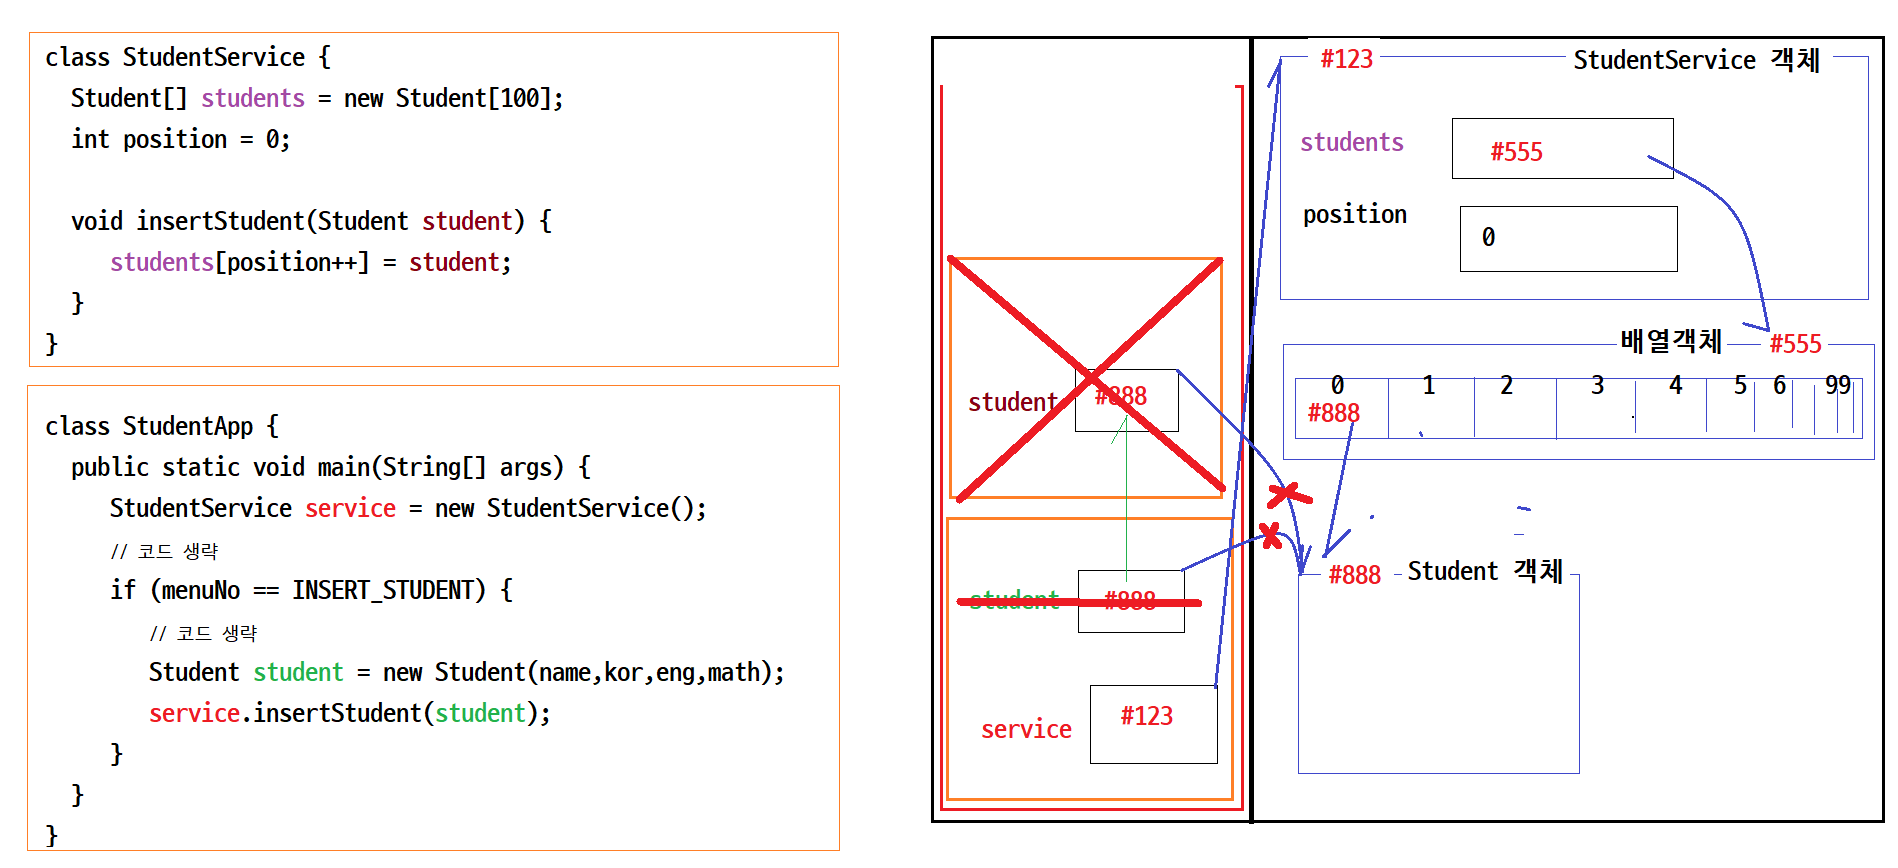 class StudentService {
Student[] students = new Student[100];
int position = 0;
void insertStudent(Student student) {
students[position++] = student;
}
}
class StudentApp {
public static void main(String[] args) {
StudentService service = new StudentService();
// 코드 생략
if (menuNo == INSERT_STUDENT) {
// 코드 생략
Student student = new Student(name,kor,eng,math);
service.insertStudent(student);
}
}
}
student #888
student #888
service #123
#123 StudentService 객체
students #555
position 0
배열객체 #555
0 1 2 3 4 5 6 99
#888
#888 Student 객체